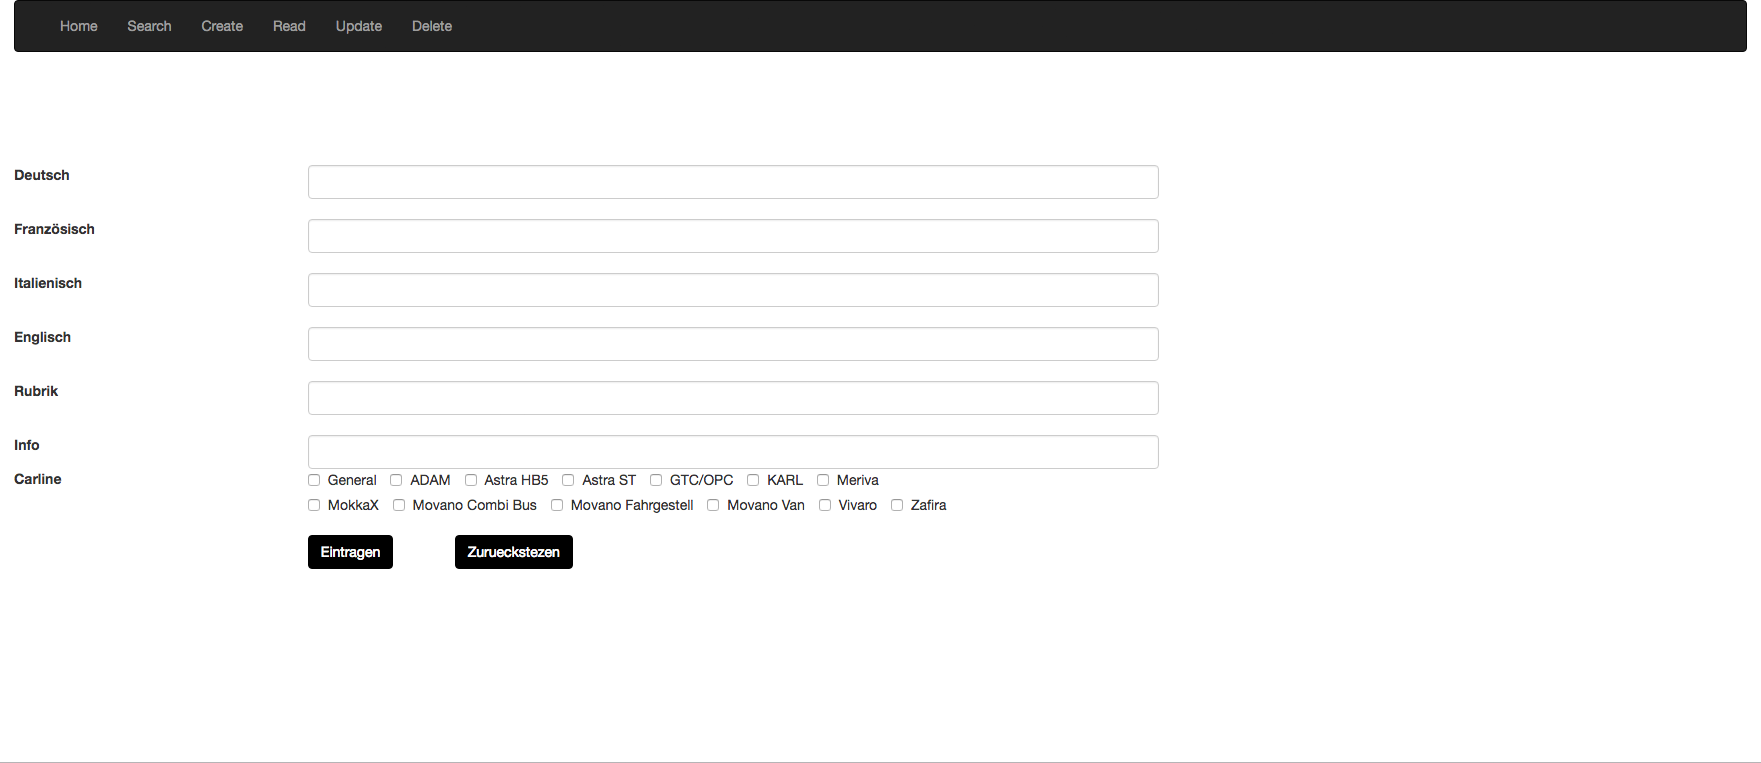 Home Search Create Read Update Delete
Deutsch
Französisch
Italienisch
Englisch
Rubrik
Info
Carline General ADAM Astra HB5 Astra ST GTC/OPC KARL Meriva
MokkaX Movano Combi Bus Movano Fahrgestell Movano Van Vivaro Zafira
Eintragen Zurueckstezen